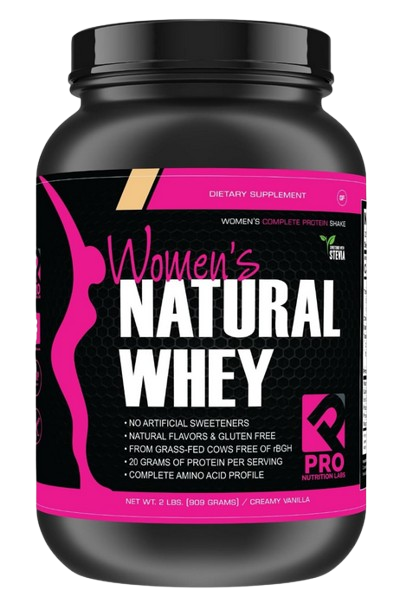 DIETARY SUPPLEMENT
WOMEN'S COMPLETE PROTEIN SHAKE
STEVIA
Women's
NATURAL
WHEY
• NO ARTIFICIAL SWEETENERS
• NATURAL FLAVORS & GLUTEN FREE
• FROM GRASS-FED COWS FREE OF rBGH
• 20 GRAMS OF PROTEIN PER SERVING
• COMPLETE AMINO ACID PROFILE
PRO
NUTRITION LABS
NET WT. 2 LBS. (909 GRAMS) / CREAMY VANILLA